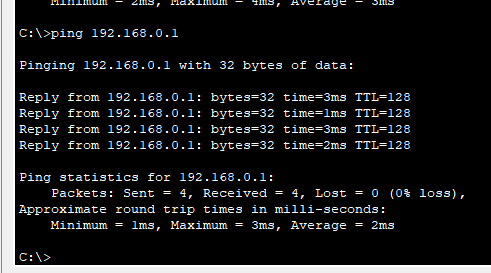 Minimum = 2ms, Maximum = 4ms, Average = 3ms
C:\>ping 192.168.0.1
Pinging 192.168.0.1 with 32 bytes of data:
Reply from 192.168.0.1: bytes=32 time=3ms TTL=128
Reply from 192.168.0.1: bytes=32 time=1ms TTL=128
Reply from 192.168.0.1: bytes=32 time=3ms TTL=128
Reply from 192.168.0.1: bytes=32 time=2ms TTL=128
Ping statistics for 192.168.0.1:
Packets: Sent = 4, Received = 4, Lost = 0 (0% loss),
Approximate round trip times in milli-seconds:
Minimum = 1ms, Maximum = 3ms, Average = 2ms
C:\>